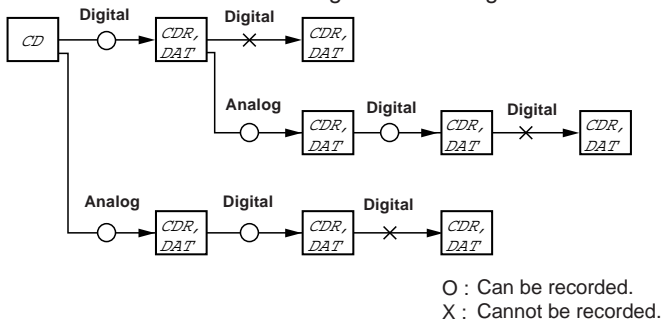 Digital Digital
CD CDR, DAT CDR, DAT
Analog Digital Digital
CDR, DAT CDR, DAT CDR, DAT
Analog Digital Digital
CDR, DAT CDR, DAT CDR, DAT
O : Can be recorded.
X : Cannot be recorded.